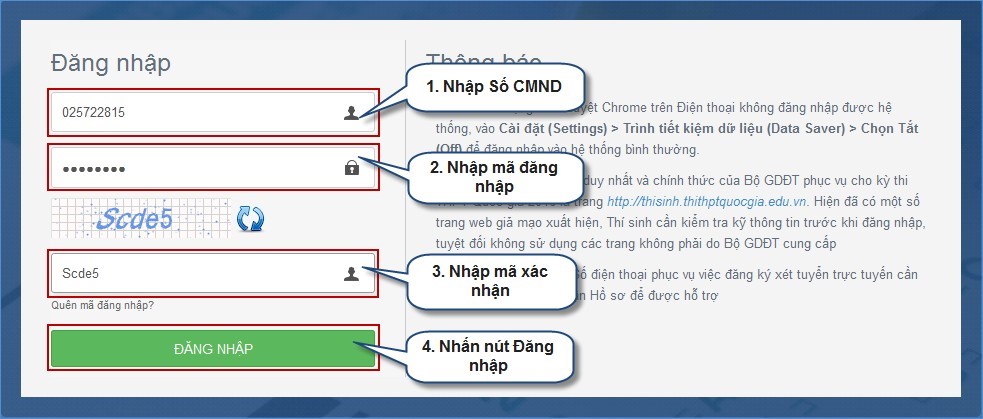 Đăng nhập
025722815
••••••••
Scde5
Scde5
Quên mã đăng nhập?
ĐĂNG NHẬP
1. Nhập Số CMND
2. Nhập mã đăng
nhập
3. Nhập mã xác
nhận
4. Nhấn nút Đăng
nhập
Thông báo
duyệt Chrome trên Điện thoại không đăng nhập được hệ
thống, vào Cài đặt (Settings) > Trình tiết kiệm dữ liệu (Data Saver) > Chọn Tắt
(Off) để đăng nhập vào hệ thống bình thường.
duy nhất và chính thức của Bộ GDĐT phục vụ cho kỳ thi
trang http://thisinh.thithptquocgia.edu.vn. Hiện đã có một số
trang web giả mạo xuất hiện, Thí sinh cần kiểm tra kỹ thông tin trước khi đăng nhập,
tuyệt đối không sử dụng các trang không phải do Bộ GDĐT cung cấp
số điện thoại phục vụ việc đăng ký xét tuyển trực tuyến cần
Hồ sơ để được hỗ trợ